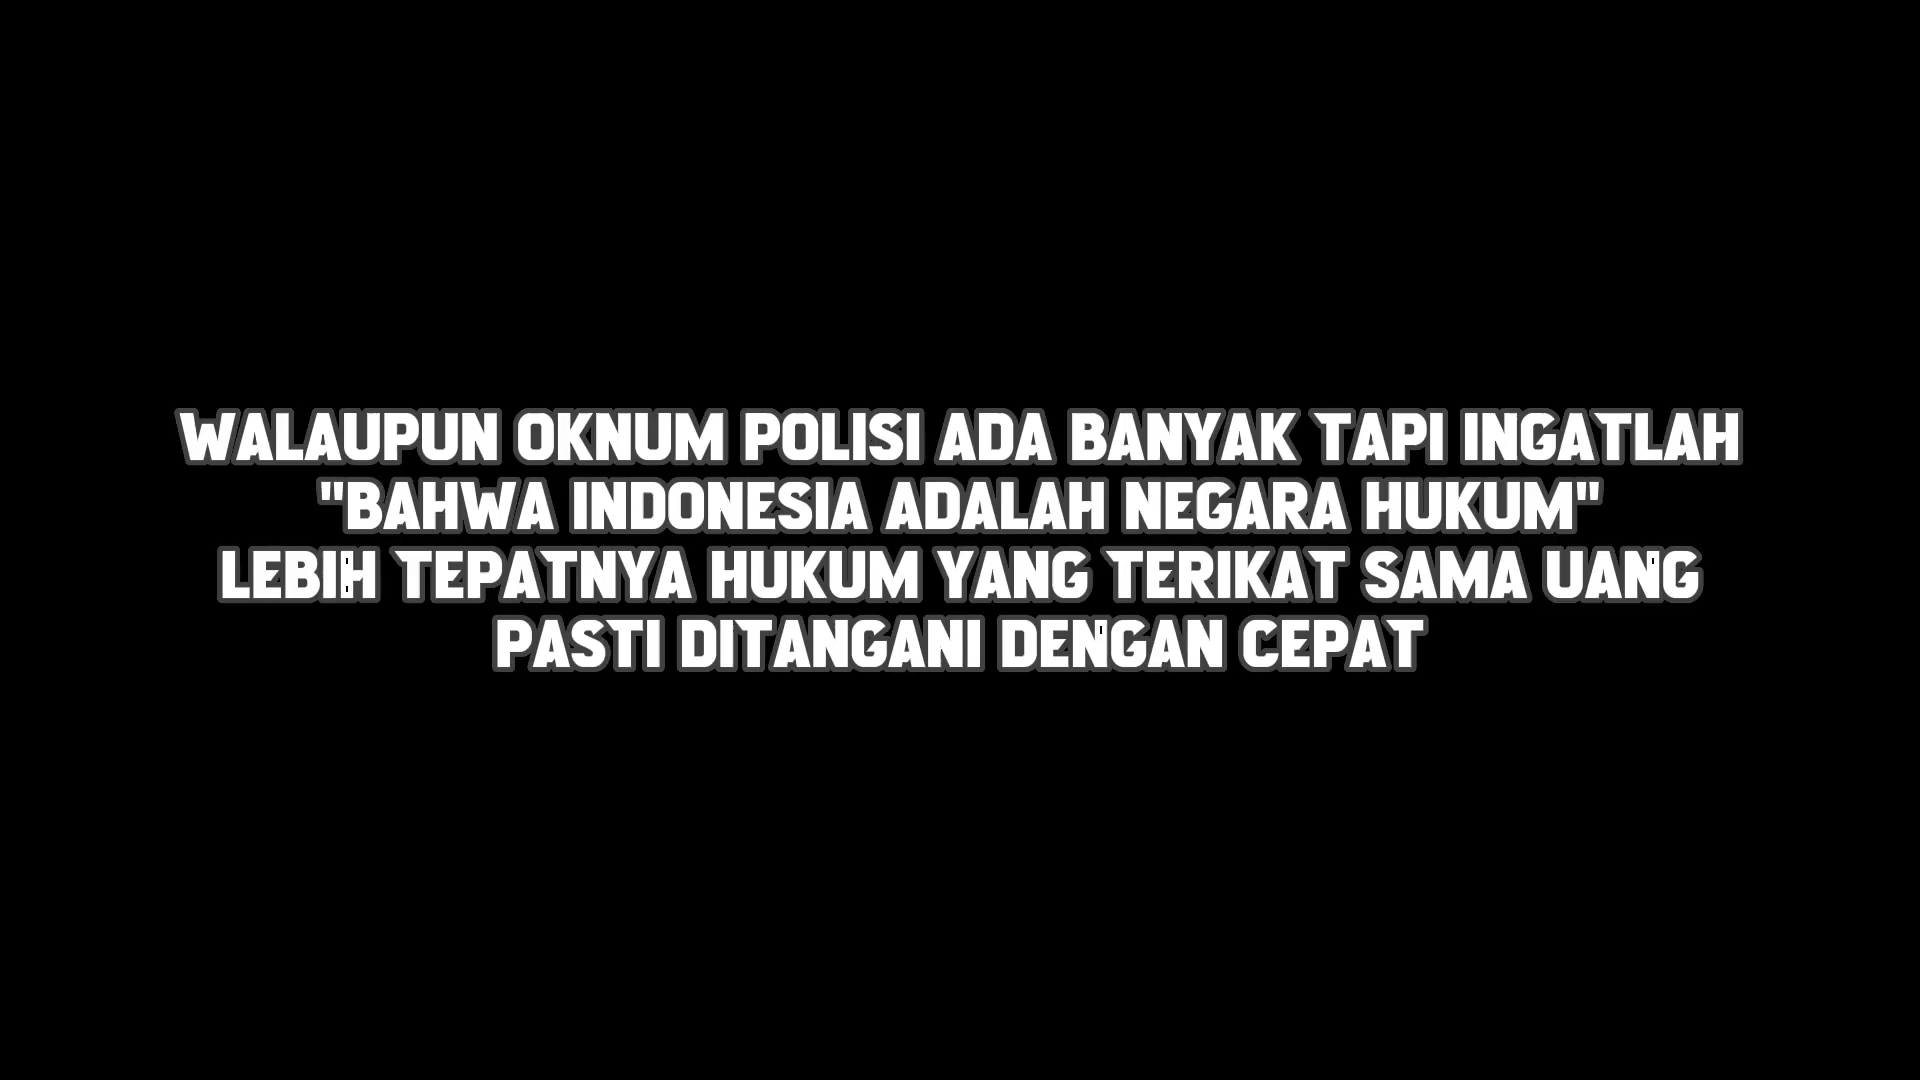 WALAUPUN OKNUM POLISI ADA BANYAK TAPI INGATLAH
"BAHWA INDONESIA ADALAH NEGARA HUKUM"
LEBIH TEPATNYA HUKUM YANG TERIKAT SAMA UANG
PASTI DITANGANI DENGAN CEPAT